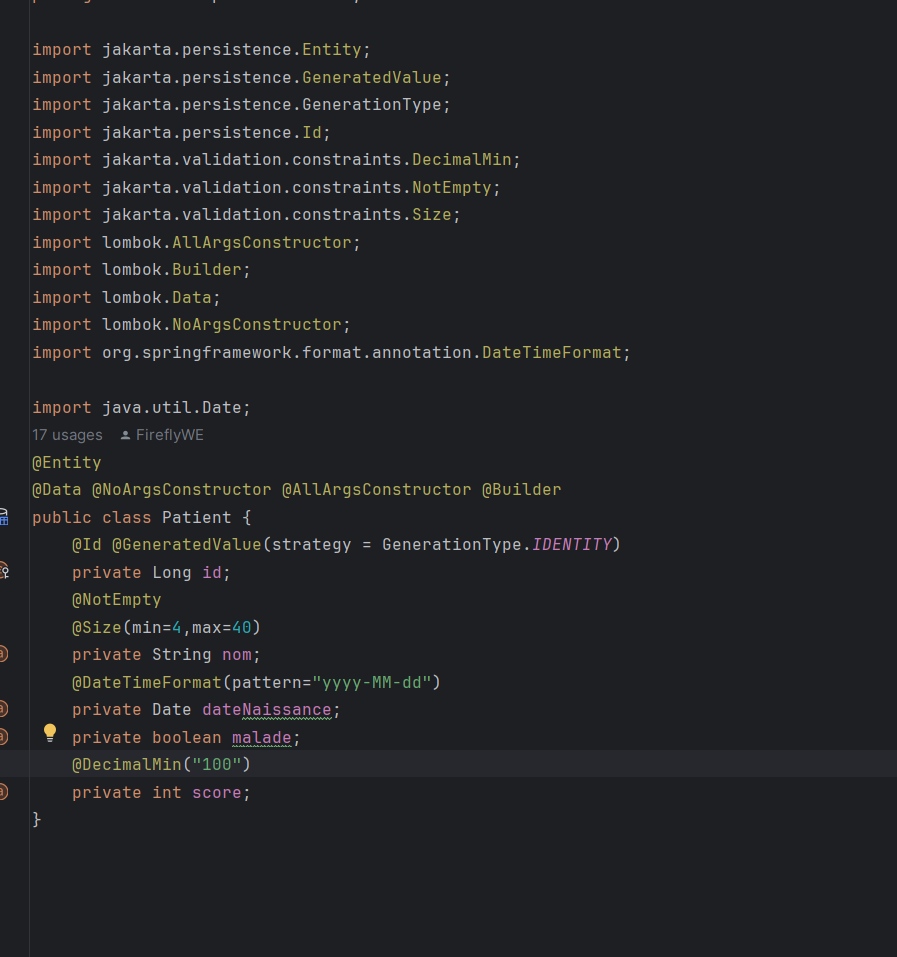 import jakarta.persistence.Entity;
import jakarta.persistence.GeneratedValue;
import jakarta.persistence.GenerationType;
import jakarta.persistence.Id;
import jakarta.validation.constraints.DecimalMin;
import jakarta.validation.constraints.NotEmpty;
import jakarta.validation.constraints.Size;
import lombok.AllArgsConstructor;
import lombok.Builder;
import lombok.Data;
import lombok.NoArgsConstructor;
import org.springframework.format.annotation.DateTimeFormat;
import java.util.Date;
17 usages FireflyWE
@Entity
@Data @NoArgsConstructor @AllArgsConstructor @Builder
public class Patient {
@Id @GeneratedValue(strategy = GenerationType.IDENTITY)
private Long id;
@NotEmpty
@Size(min=4,max=40)
private String nom;
@DateTimeFormat(pattern="yyyy-MM-dd")
private Date dateNaissance;
private boolean malade;
@DecimalMin("100")
private int score;
}